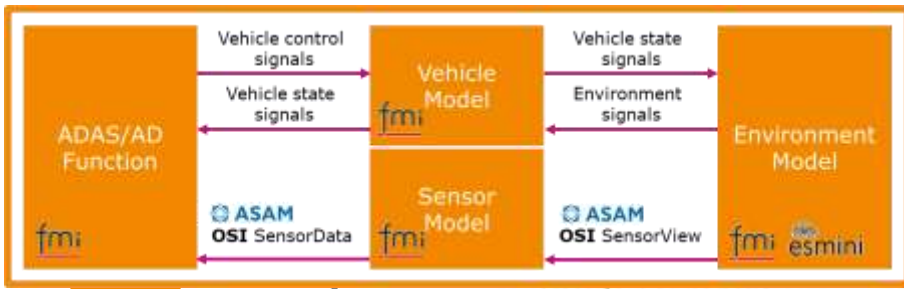 Vehicle control
signals
Vehicle state
signals
Vehicle
Model
fmi
Vehicle state
signals
Environment
signals
ADAS/AD
Function
fmi
Environment
Model
fmi
esmini
Sensor
Model
fmi
ASAM
OSI SensorData
ASAM
OSI SensorView